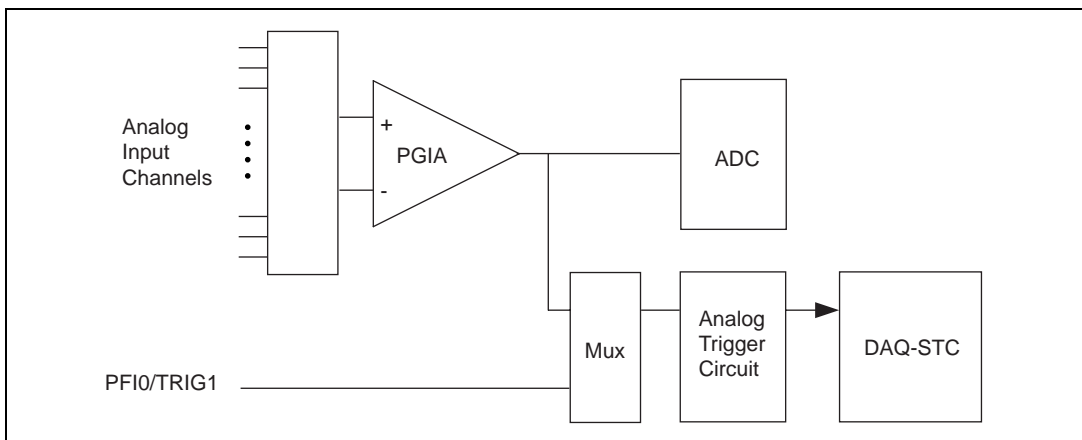 Analog
Input
Channels
+
PGIA
-
ADC
Mux
Analog
Trigger
Circuit
DAQ-STC
PFI0/TRIG1